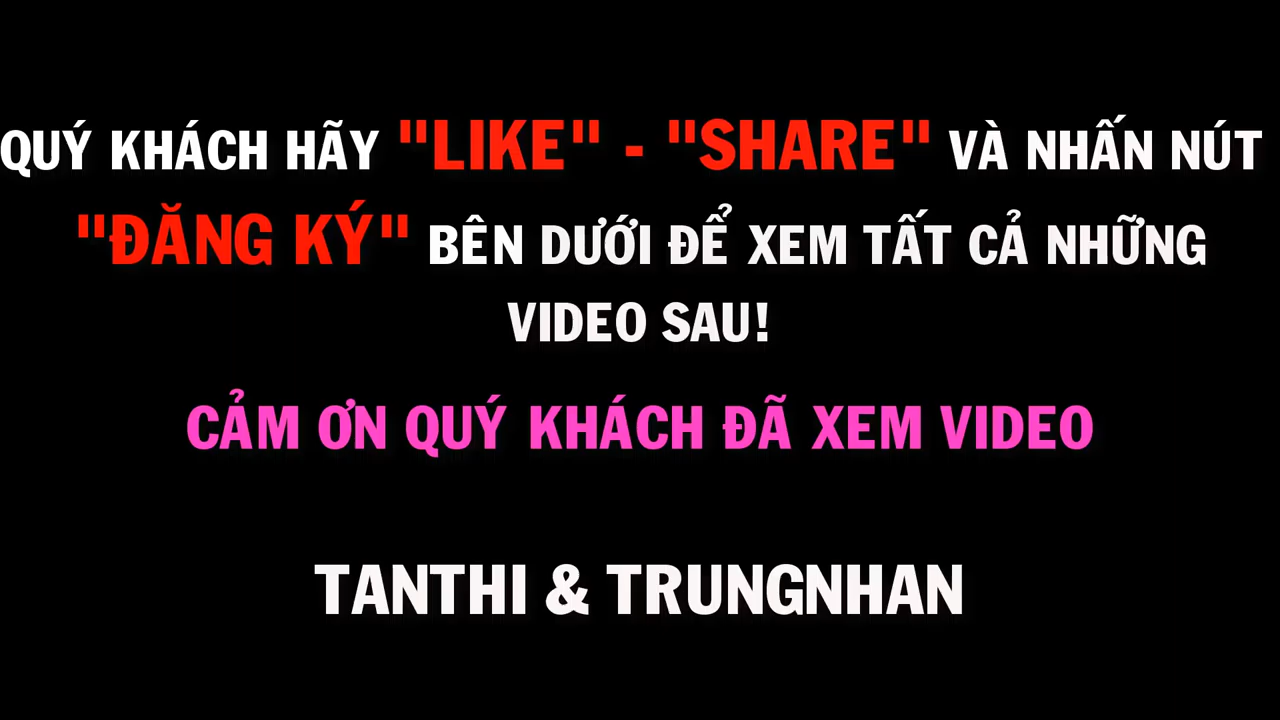 QUÝ KHÁCH HÃY "LIKE" - "SHARE" VÀ NHẤN NÚT
"ĐĂNG KÝ" BÊN DƯỚI ĐỂ XEM TẤT CẢ NHỮNG
VIDEO SAU!
CẢM ƠN QUÝ KHÁCH ĐÃ XEM VIDEO
TANTHI & TRUNGNHAN